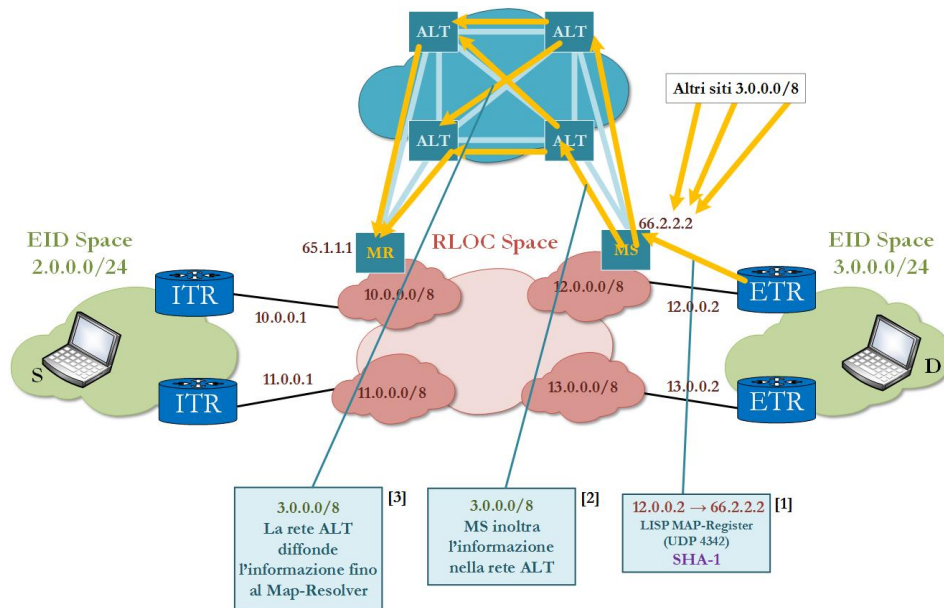 ALT
ALT
ALT
ALT
Altri siti 3.0.0.0/8
66.2.2.2
65.1.1.1
MR
RLOC Space
MS
EID Space
2.0.0.0/24
EID Space
3.0.0.0/24
ITR
10.0.0.0/8
12.0.0.0/8
ETR
10.0.0.1
12.0.0.2
S
D
11.0.0.1
11.0.0.0/8
13.0.0.0/8
13.0.0.2
ITR
ETR
3.0.0.0/8
La rete ALT
diffonde
l'informazione fino
al Map-Resolver
[3]
3.0.0.0/8
MS inoltra
l'informazione
nella rete ALT
[2]
12.0.0.2 → 66.2.2.2
LISP MAP-Register
(UDP 4342)
SHA-1
[1]